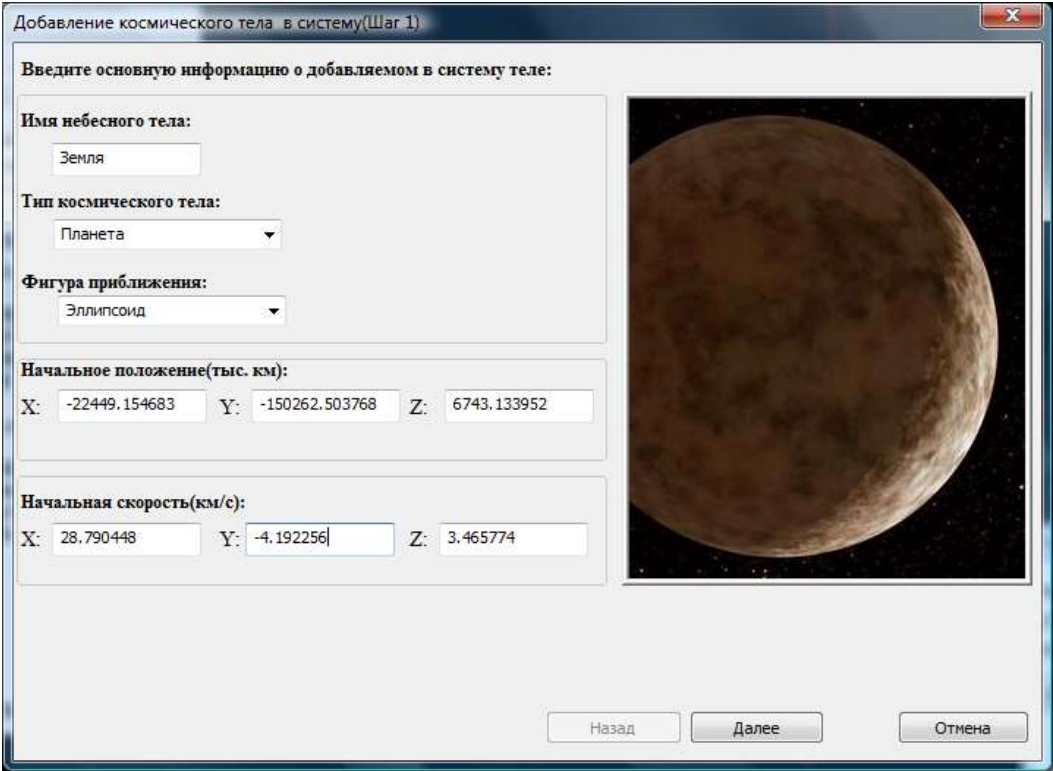 Добавление космического тела в систему(Шаг 1)
Введите основную информацию о добавляемом в систему теле:
Имя небесного тела:
Земля
Тип космического тела:
Планета
Фигура приближения:
Эллипсоид
Начальное положение(тыс. км):
X: -22449.154683 Y: -150262.503768 Z: 6743.133952
Начальная скорость(км/с):
X: 28.790448 Y: -4.192256 Z: 3.465774
Назад Далее Отмена